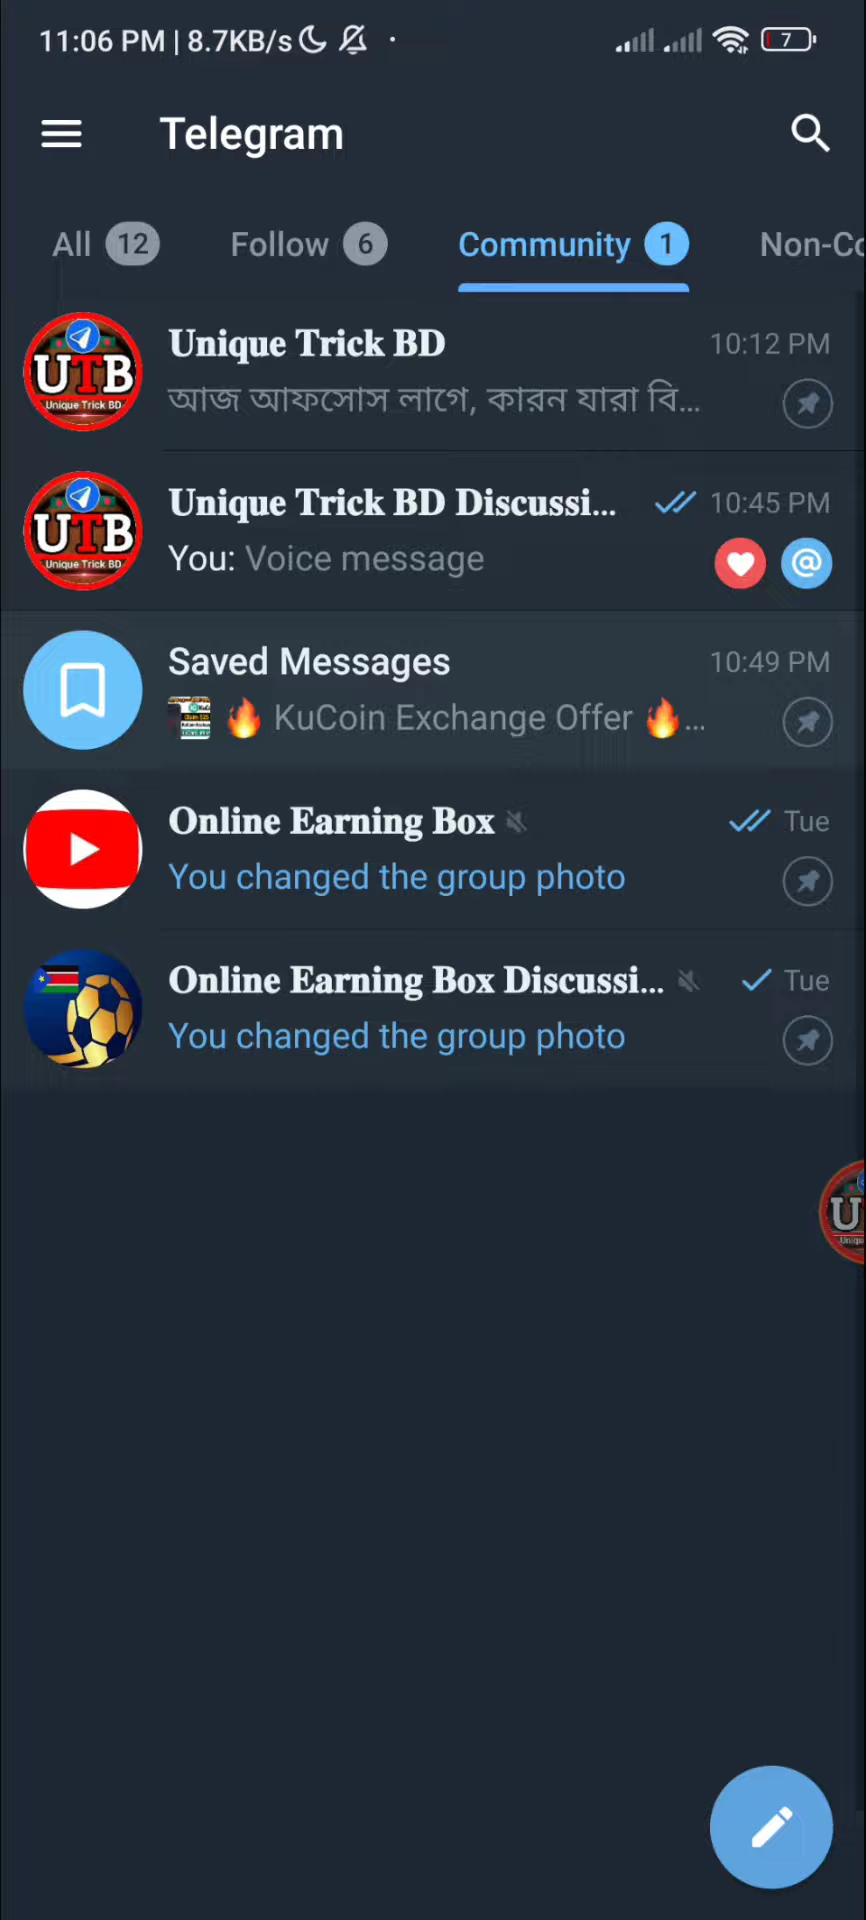 11:06 PM | 8.7KB/s
7
Telegram
All 12 Follow 6 Community 1 Non-Co
UTB
Unique Trick BD
Unique Trick BD 10:12 PM
আজ আফসোস লাগে, কারন যারা বি...
UTB
Unique Trick BD
Unique Trick BD Discussi... 10:45 PM
You: Voice message
@
Saved Messages 10:49 PM
🔥 KuCoin Exchange Offer 🔥...
Online Earning Box Tue
You changed the group photo
Online Earning Box Discussi... Tue
You changed the group photo
U